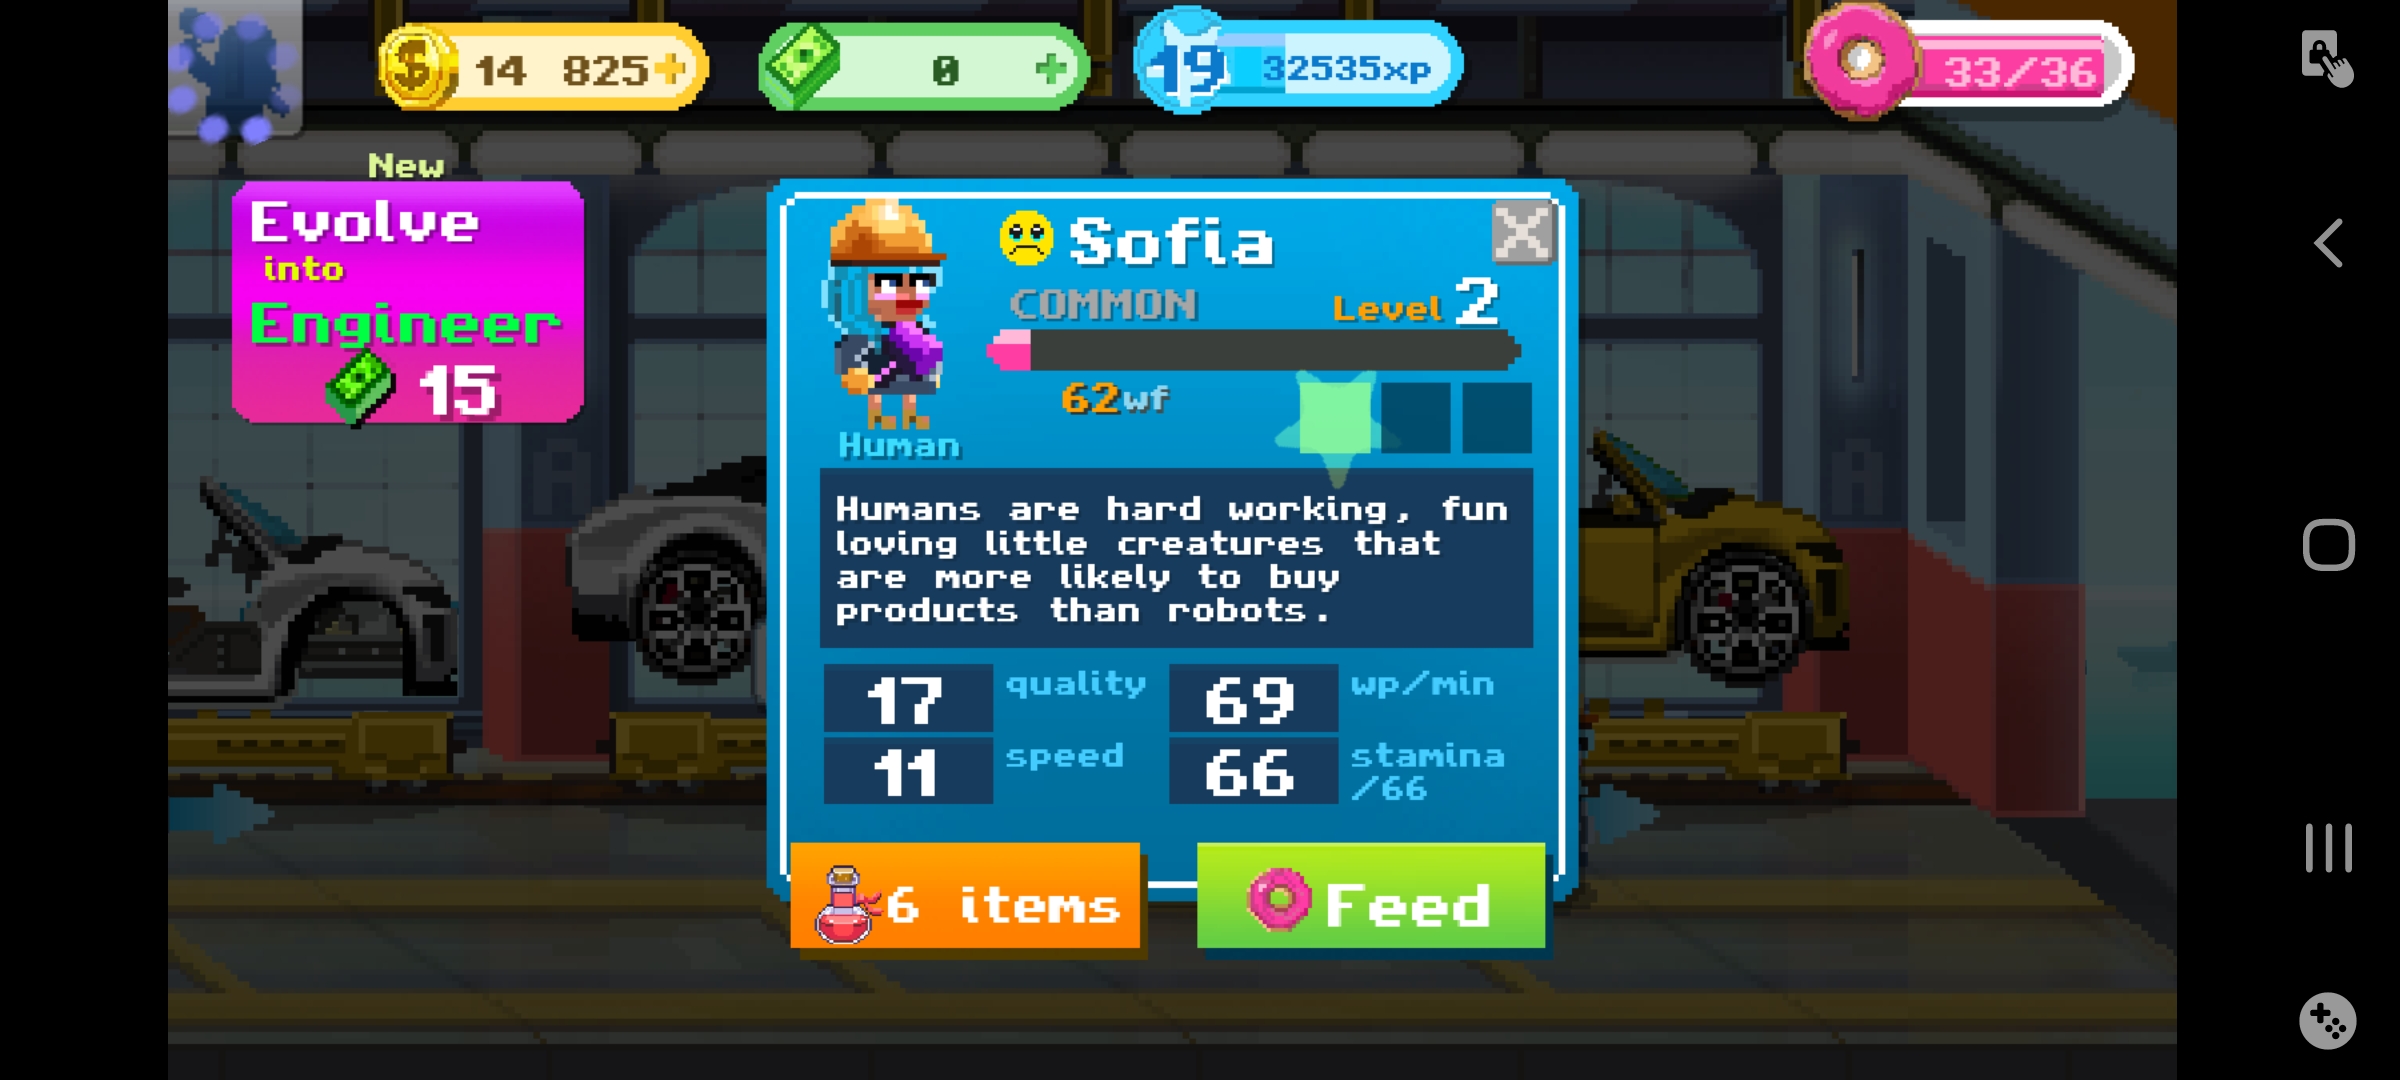 14 825
0
19 32535xp
33/36
New
Evolve
into
Engineer
15
Sofia
COMMON
Level 2
62wf
Human
Humans are hard working, fun
loving little creatures that
are more likely to buy
products than robots.
17 quality
69 wp/min
11 speed
66 stamina
/66
6 items
Feed